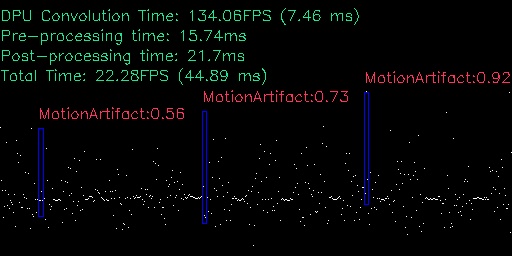 DPU Convolution Time: 134.06FPS (7.46 ms)
Pre-processing time: 15.74ms
Post-processing time: 21.7ms
Total Time: 22.28FPS (44.89 ms)
MotionArtifact:0.92
MotionArtifact:0.73
MotionArtifact:0.56